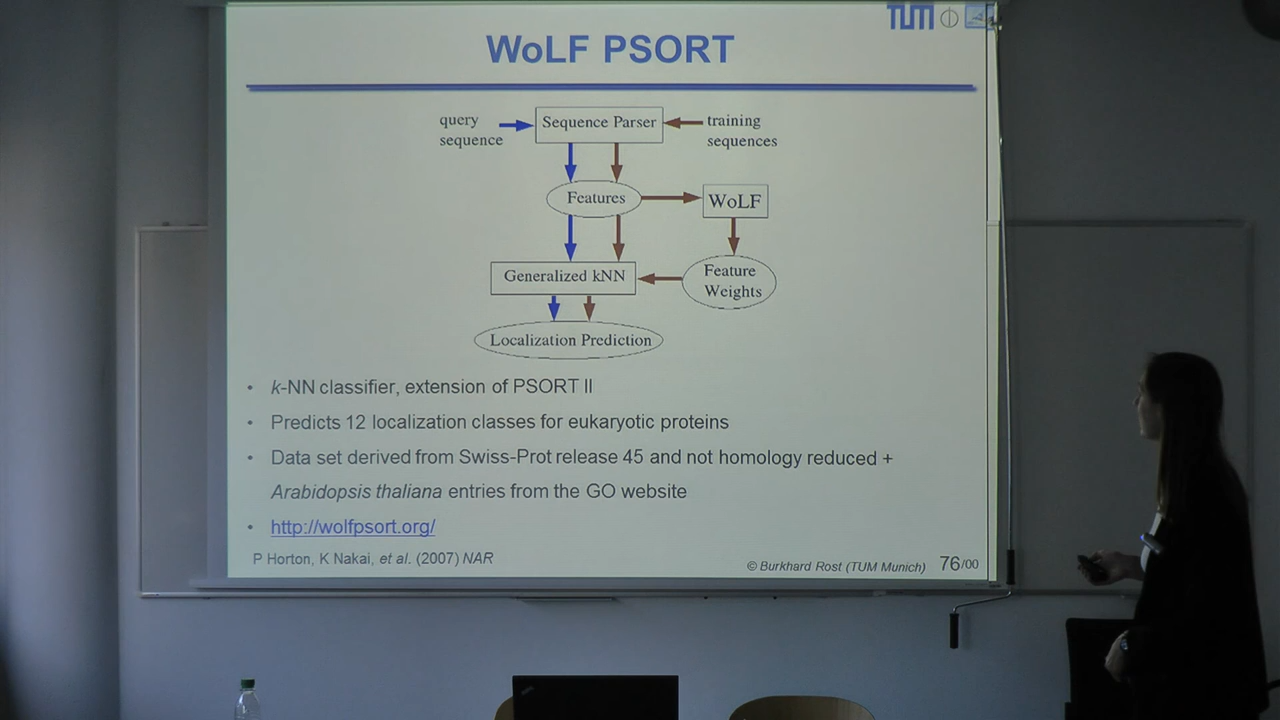 TUM
WoLF PSORT
query
sequence
Sequence Parser
training
sequences
Features
WoLF
Generalized kNN
Feature
Weights
Localization Prediction
• k-NN classifier, extension of PSORT II
• Predicts 12 localization classes for eukaryotic proteins
• Data set derived from Swiss-Prot release 45 and not homology reduced +
Arabidopsis thaliana entries from the GO website
• http://wolfpsort.org/
P Horton, K Nakai, et al. (2007) NAR
© Burkhard Rost (TUM Munich)
76/00